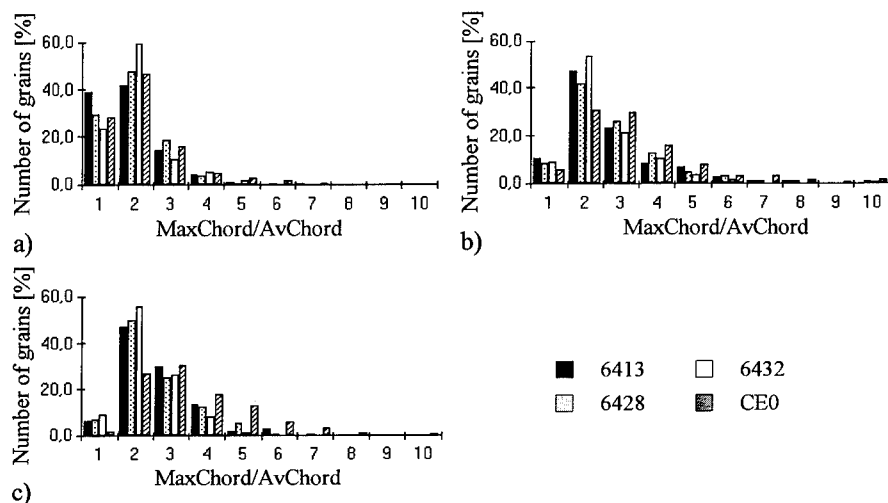 Number of grains [%]
60,0
40,0
20,0
0,0
1 2 3 4 5 6 7 8 9 10
MaxChord/AvChord
a)
Number of grains [%]
60,0
40,0
20,0
0,0
1 2 3 4 5 6 7 8 9 10
MaxChord/AvChord
b)
Number of grains [%]
60,0
40,0
20,0
0,0
1 2 3 4 5 6 7 8 9 10
MaxChord/AvChord
c)
6413 6432
6428 CE0